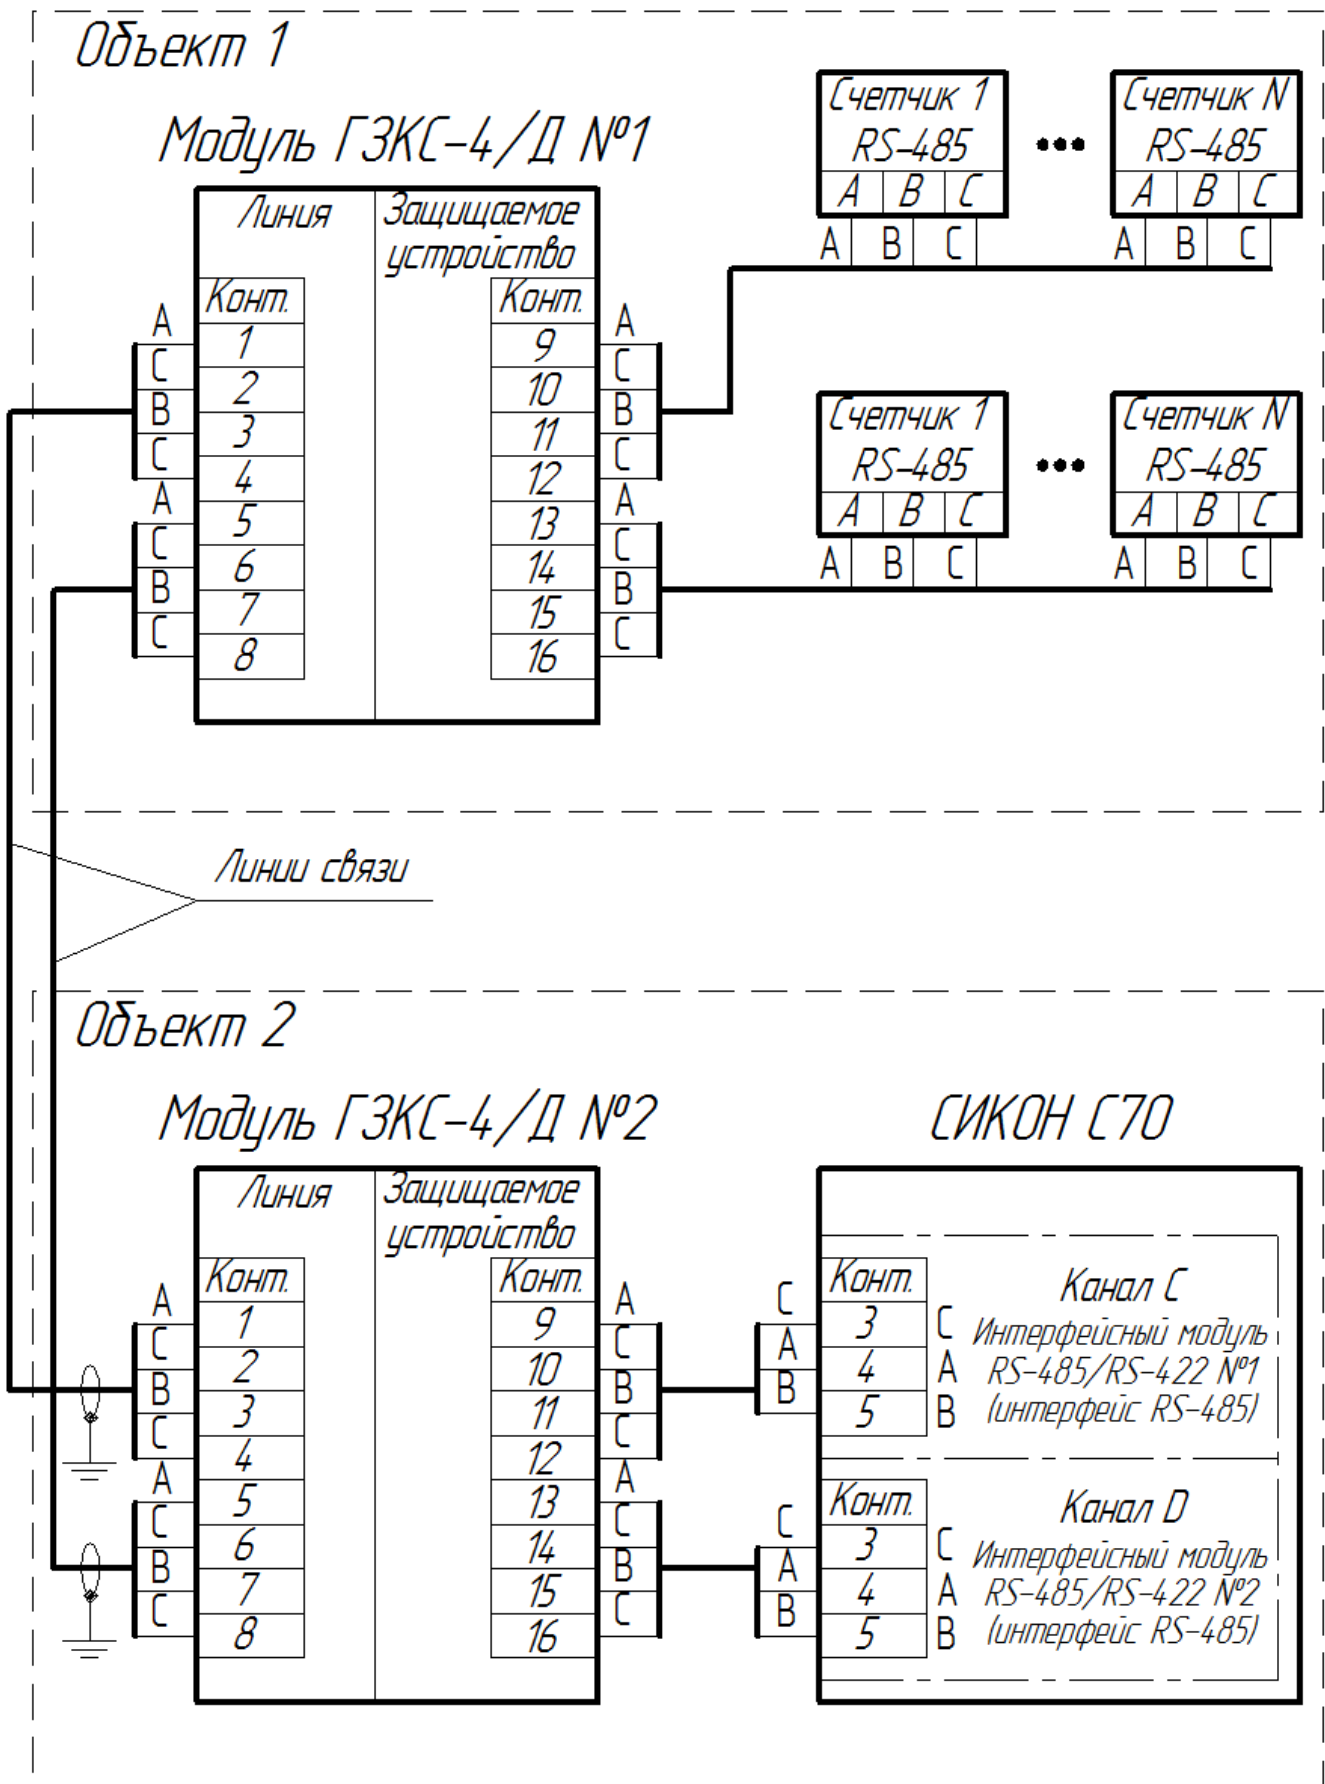 Объект 1
Модуль ГЗКС-4/Д №1
Линия
Защищаемое
устройство
Конт.
1
2
3
4
5
6
7
8
Конт.
9
10
11
12
13
14
15
16
A
C
B
C
A
C
B
C
A
C
B
C
A
C
B
C
Счетчик 1
RS-485
A B C
A B C
•••
Счетчик N
RS-485
A B C
A B C
Счетчик 1
RS-485
A B C
A B C
•••
Счетчик N
RS-485
A B C
A B C
Линии связи
Объект 2
Модуль ГЗКС-4/Д №2
Линия
Защищаемое
устройство
Конт.
1
2
3
4
5
6
7
8
Конт.
9
10
11
12
13
14
15
16
A
C
B
C
A
C
B
C
A
C
B
C
A
C
B
C
СИКОН С70
C
A
B
Конт.
3 C
4 A
5 B
Канал C
Интерфейсный модуль
RS-485/RS-422 №1
(интерфейс RS-485)
C
A
B
Конт.
3 C
4 A
5 B
Канал D
Интерфейсный модуль
RS-485/RS-422 №2
(интерфейс RS-485)